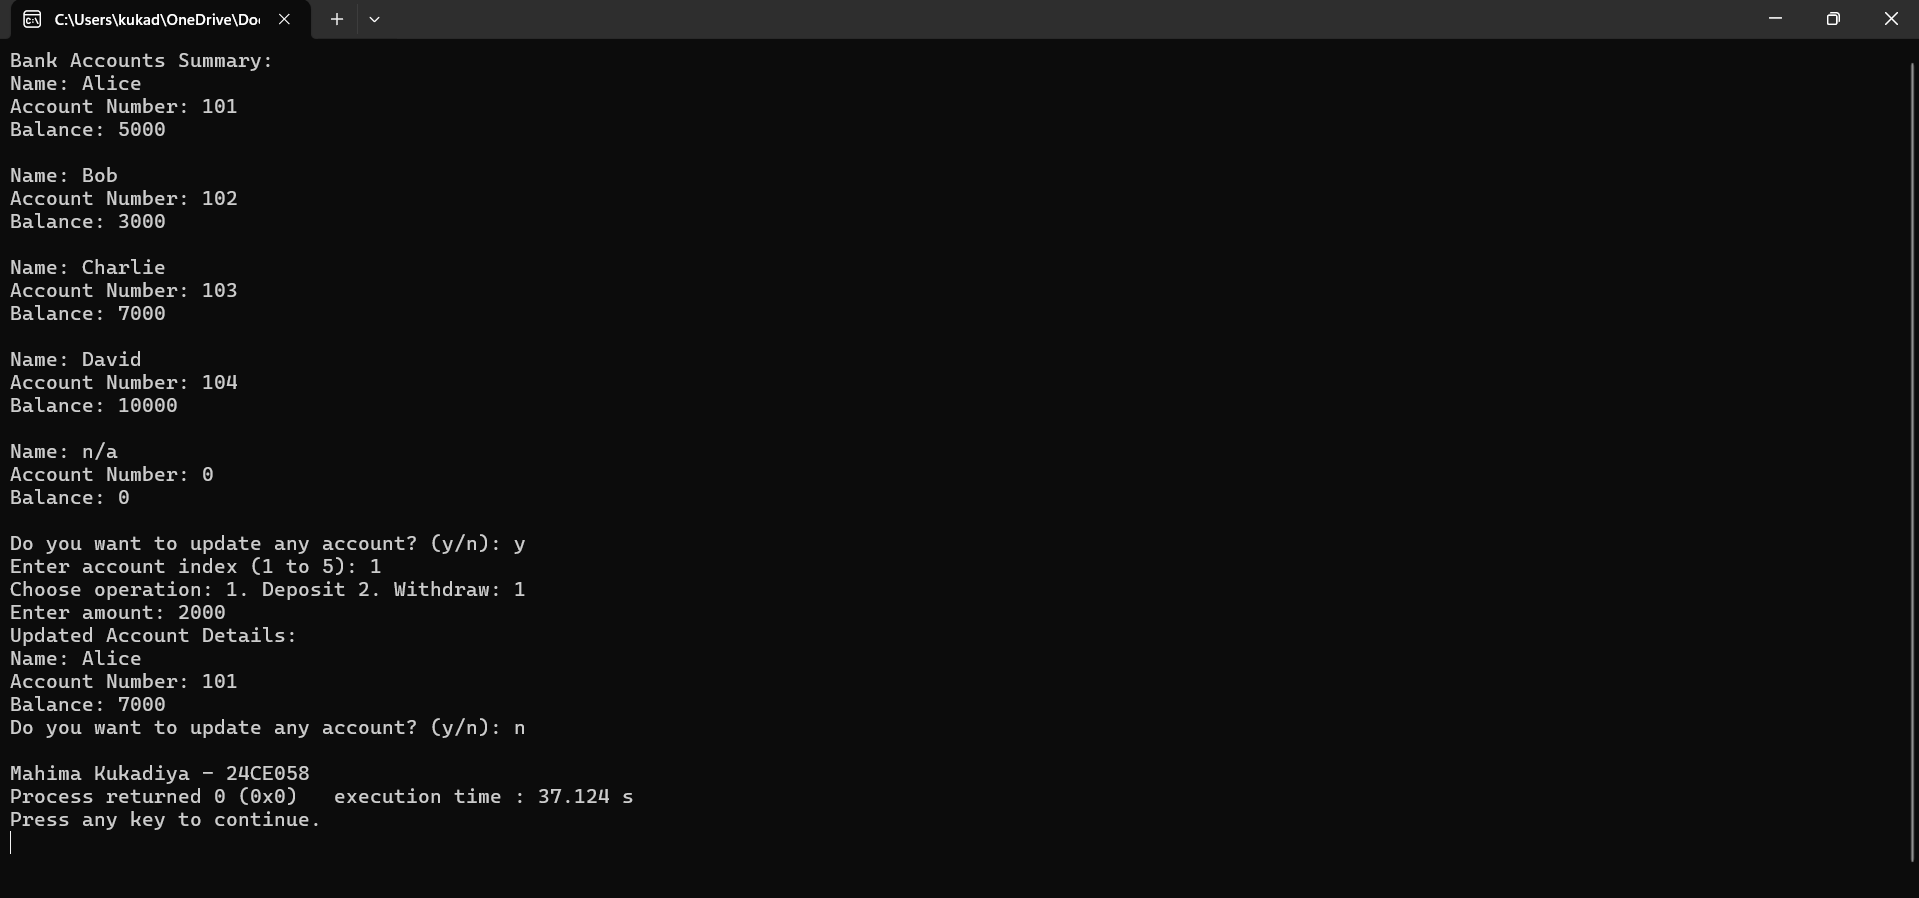 C:\Users\kukad\OneDrive\Do
Bank Accounts Summary:
Name: Alice
Account Number: 101
Balance: 5000
Name: Bob
Account Number: 102
Balance: 3000
Name: Charlie
Account Number: 103
Balance: 7000
Name: David
Account Number: 104
Balance: 10000
Name: n/a
Account Number: 0
Balance: 0
Do you want to update any account? (y/n): y
Enter account index (1 to 5): 1
Choose operation: 1. Deposit 2. Withdraw: 1
Enter amount: 2000
Updated Account Details:
Name: Alice
Account Number: 101
Balance: 7000
Do you want to update any account? (y/n): n
Mahima Kukadiya - 24CE058
Process returned 0 (0x0)   execution time : 37.124 s
Press any key to continue.